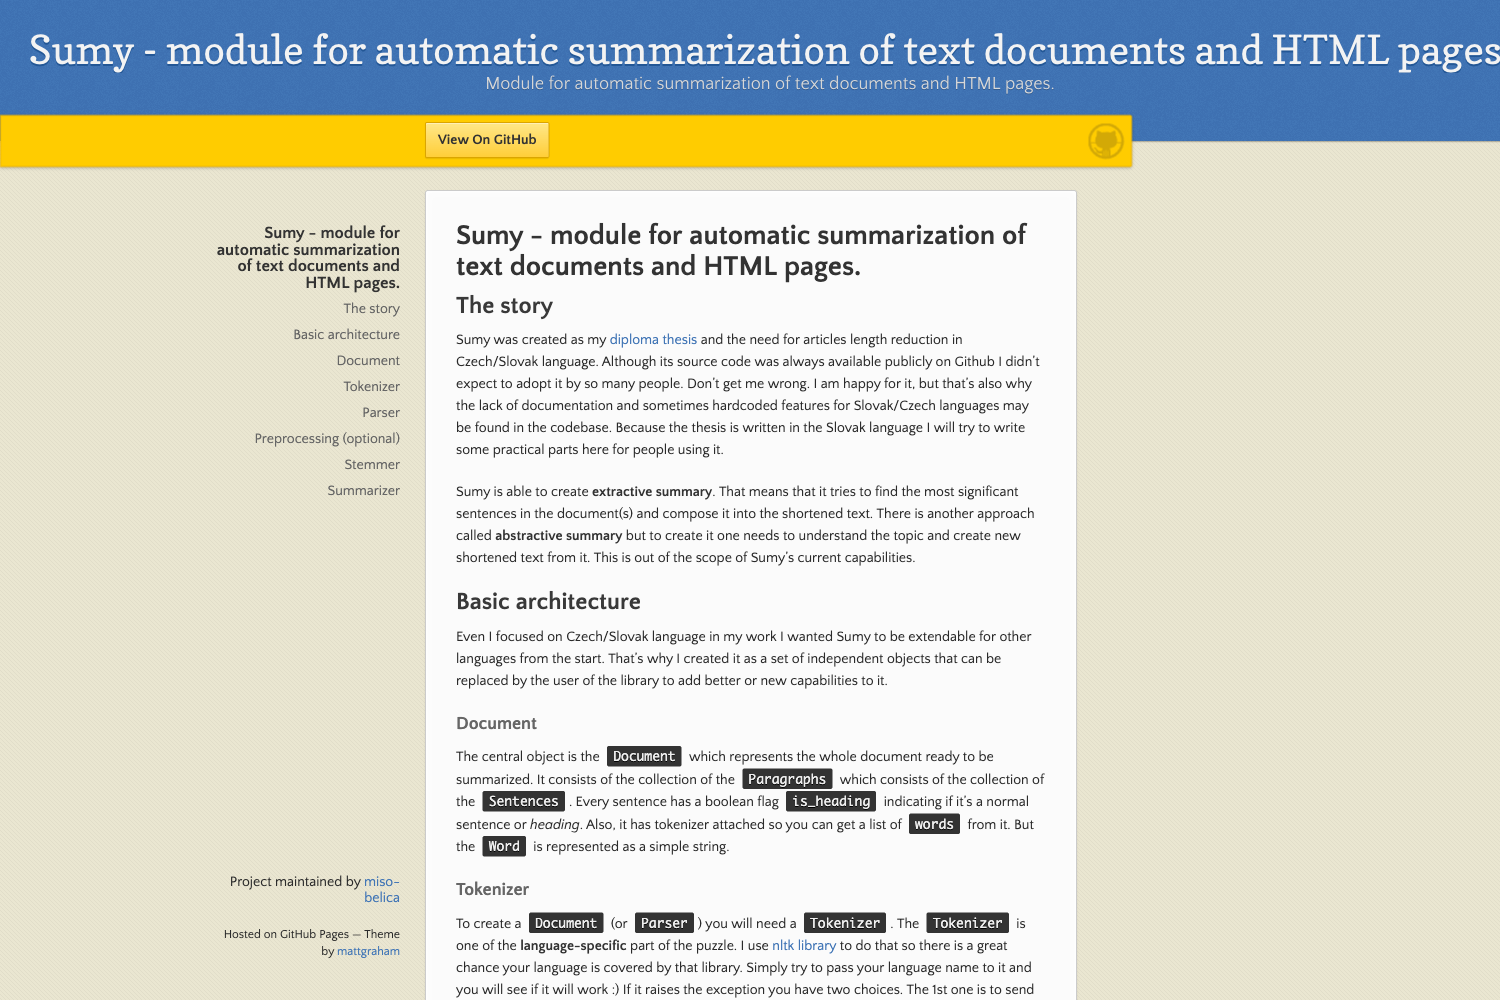 Sumy - module for automatic summarization of text documents and HTML pages
Module for automatic summarization of text documents and HTML pages.
View On GitHub
Sumy - module for
automatic summarization
of text documents and
HTML pages.
The story
Basic architecture
Document
Tokenizer
Parser
Preprocessing (optional)
Stemmer
Summarizer
Project maintained by miso-
belica
Hosted on GitHub Pages — Theme
by mattgraham
Sumy - module for automatic summarization of
text documents and HTML pages.
The story
Sumy was created as my diploma thesis and the need for articles length reduction in
Czech/Slovak language. Although its source code was always available publicly on Github I didn't
expect to adopt it by so many people. Don't get me wrong. I am happy for it, but that's also why
the lack of documentation and sometimes hardcoded features for Slovak/Czech languages may
be found in the codebase. Because the thesis is written in the Slovak language I will try to write
some practical parts here for people using it.
Sumy is able to create extractive summary. That means that it tries to find the most significant
sentences in the document(s) and compose it into the shortened text. There is another approach
called abstractive summary but to create it one needs to understand the topic and create new
shortened text from it. This is out of the scope of Sumy's current capabilities.
Basic architecture
Even I focused on Czech/Slovak language in my work I wanted Sumy to be extendable for other
languages from the start. That's why I created it as a set of independent objects that can be
replaced by the user of the library to add better or new capabilities to it.
Document
The central object is the Document which represents the whole document ready to be
summarized. It consists of the collection of the Paragraphs which consists of the collection of
the Sentences . Every sentence has a boolean flag is_heading indicating if it's a normal
sentence or heading. Also, it has tokenizer attached so you can get a list of words from it. But
the Word is represented as a simple string.
Tokenizer
To create a Document (or Parser ) you will need a Tokenizer . The Tokenizer is
one of the language-specific part of the puzzle. I use nltk library to do that so there is a great
chance your language is covered by that library. Simply try to pass your language name to it and
you will see if it will work :) If it raises the exception you have two choices. The 1st one is to send